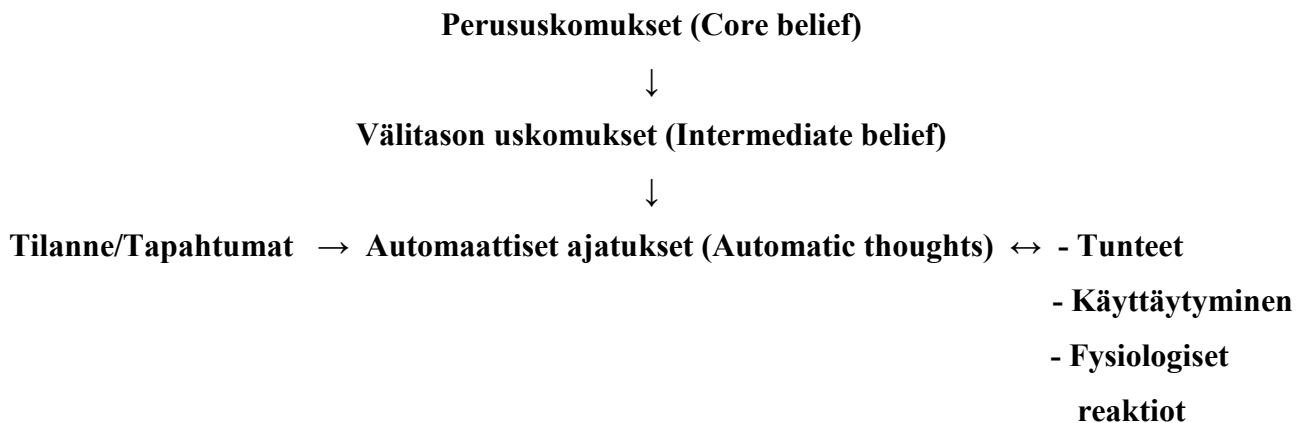 Perususkomukset (Core belief)
↓
Välitason uskomukset (Intermediate belief)
↓
Tilanne/Tapahtumat → Automaattiset ajatukset (Automatic thoughts) ↔ - Tunteet
- Käyttäytyminen
- Fysiologiset
reaktiot